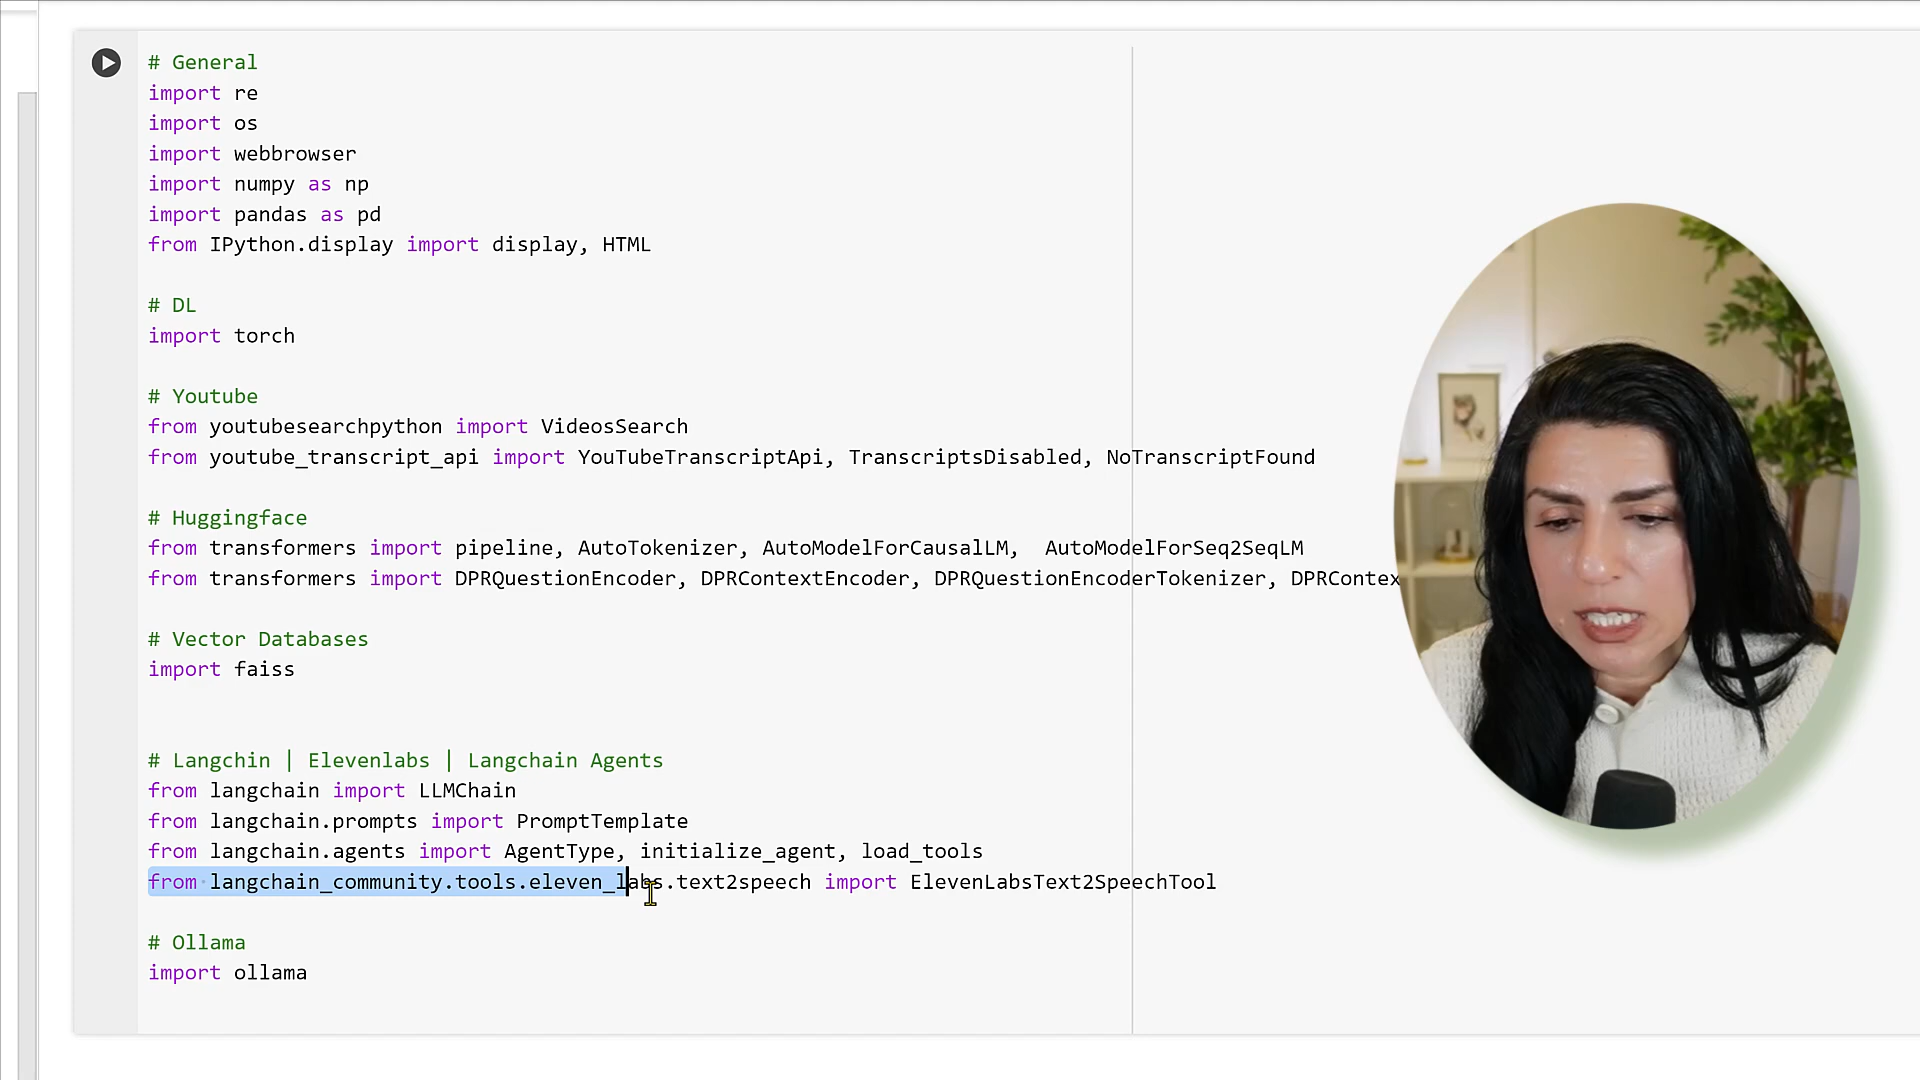 # General
import re
import os
import webbrowser
import numpy as np
import pandas as pd
from IPython.display import display, HTML
# DL
import torch
# Youtube
from youtubesearchpython import VideosSearch
from youtube_transcript_api import YouTubeTranscriptApi, TranscriptsDisabled, NoTranscriptFound
# Huggingface
from transformers import pipeline, AutoTokenizer, AutoModelForCausalLM,  AutoModelForSeq2SeqLM
from transformers import DPRQuestionEncoder, DPRContextEncoder, DPRQuestionEncoderTokenizer, DPRContex
# Vector Databases
import faiss
# Langchin | Elevenlabs | Langchain Agents
from langchain import LLMChain
from langchain.prompts import PromptTemplate
from langchain.agents import AgentType, initialize_agent, load_tools
from langchain_community.tools.eleven_labs.text2speech import ElevenLabsText2SpeechTool
# Ollama
import ollama